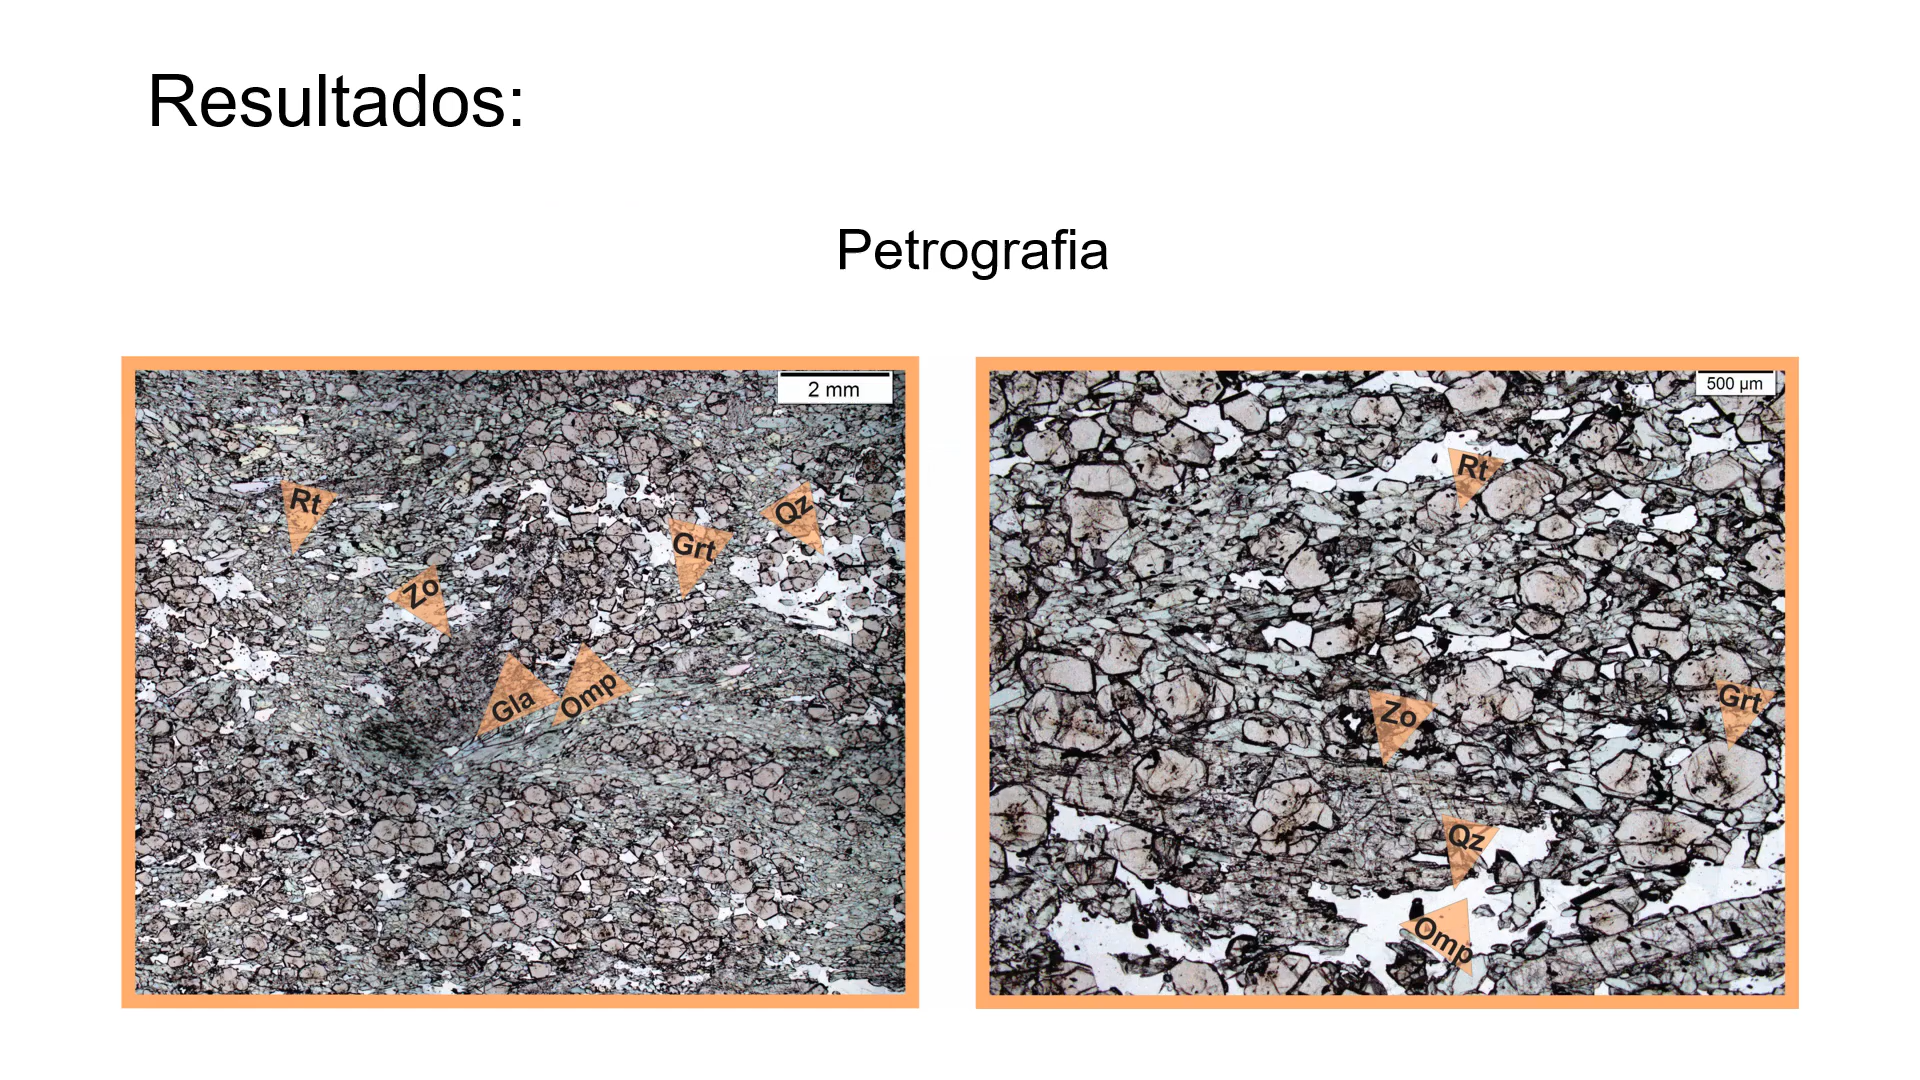 Resultados:
Petrografia
2 mm
Rt
Qz
Grt
Zo
Gla
Omp
500 µm
Rt
Zo
Grt
Qz
Omp